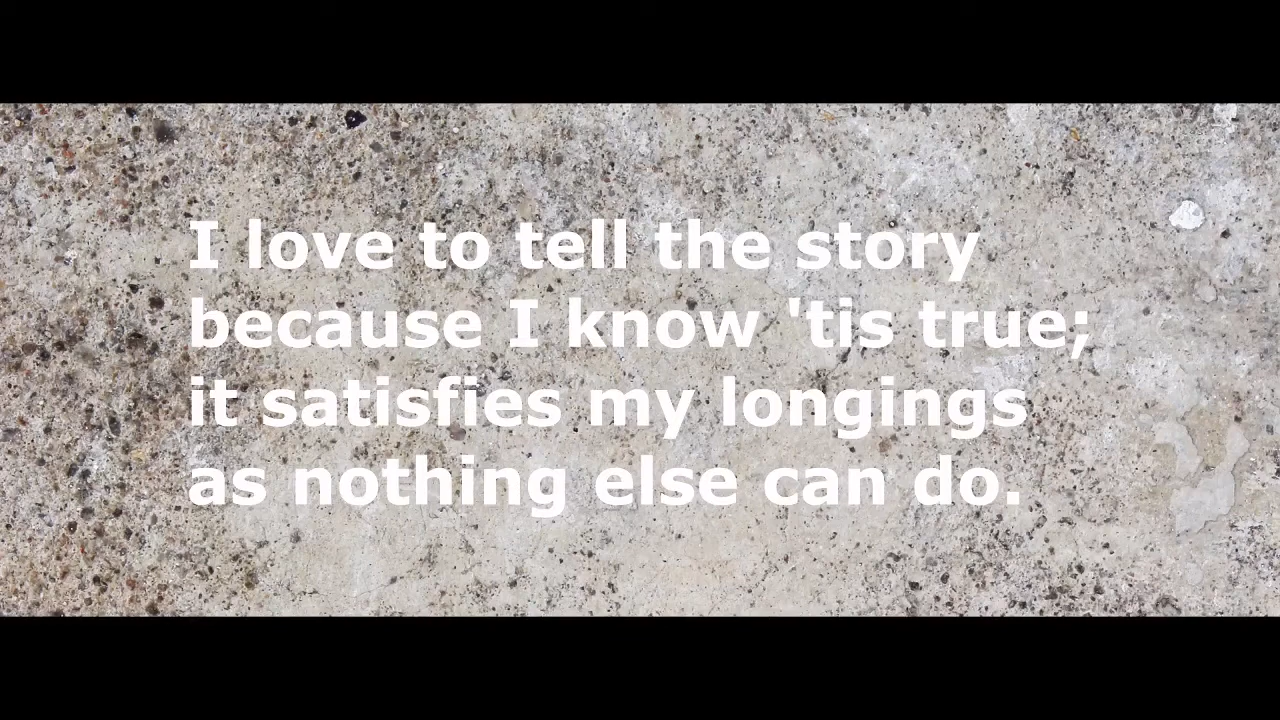 I love to tell the story
because I know 'tis true;
it satisfies my longings
as nothing else can do.